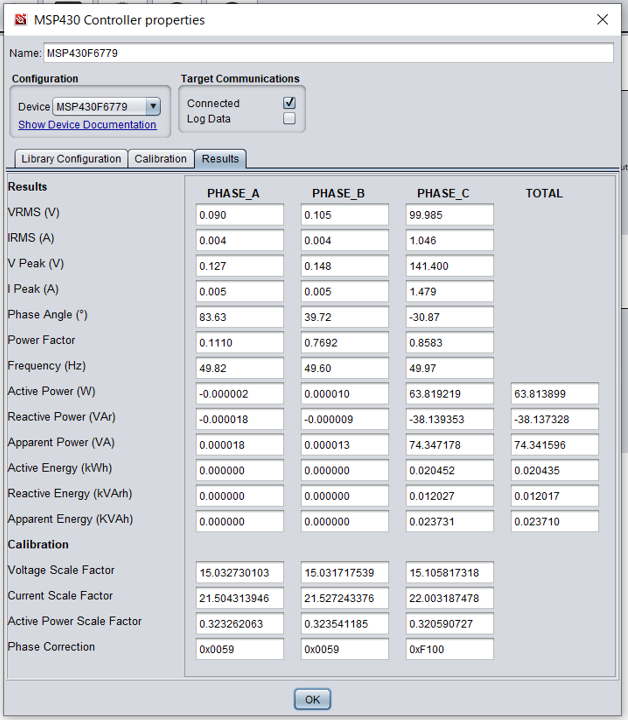 MSP430 Controller properties
Name: MSP430F6779
Configuration Target Communications
Device MSP430F6779 Connected
Show Device Documentation Log Data
Library Configuration Calibration Results
Results PHASE_A PHASE_B PHASE_C TOTAL
VRMS (V) 0.090 0.105 99.985
IRMS (A) 0.004 0.004 1.046
V Peak (V) 0.127 0.148 141.400
I Peak (A) 0.005 0.005 1.479
Phase Angle (°) 83.63 39.72 -30.87
Power Factor 0.1110 0.7692 0.8583
Frequency (Hz) 49.82 49.60 49.97
Active Power (W) -0.000002 0.000010 63.819219 63.813899
Reactive Power (VAr) -0.000018 -0.000009 -38.139353 -38.137328
Apparent Power (VA) 0.000018 0.000013 74.347178 74.341596
Active Energy (kWh) 0.000000 0.000000 0.020452 0.020435
Reactive Energy (kVArh) 0.000000 0.000000 0.012027 0.012017
Apparent Energy (KVAh) 0.000000 0.000000 0.023731 0.023710
Calibration
Voltage Scale Factor 15.032730103 15.031717539 15.105817318
Current Scale Factor 21.504313946 21.527243376 22.003187478
Active Power Scale Factor 0.323262063 0.323541185 0.320590727
Phase Correction 0x0059 0x0059 0xF100
OK